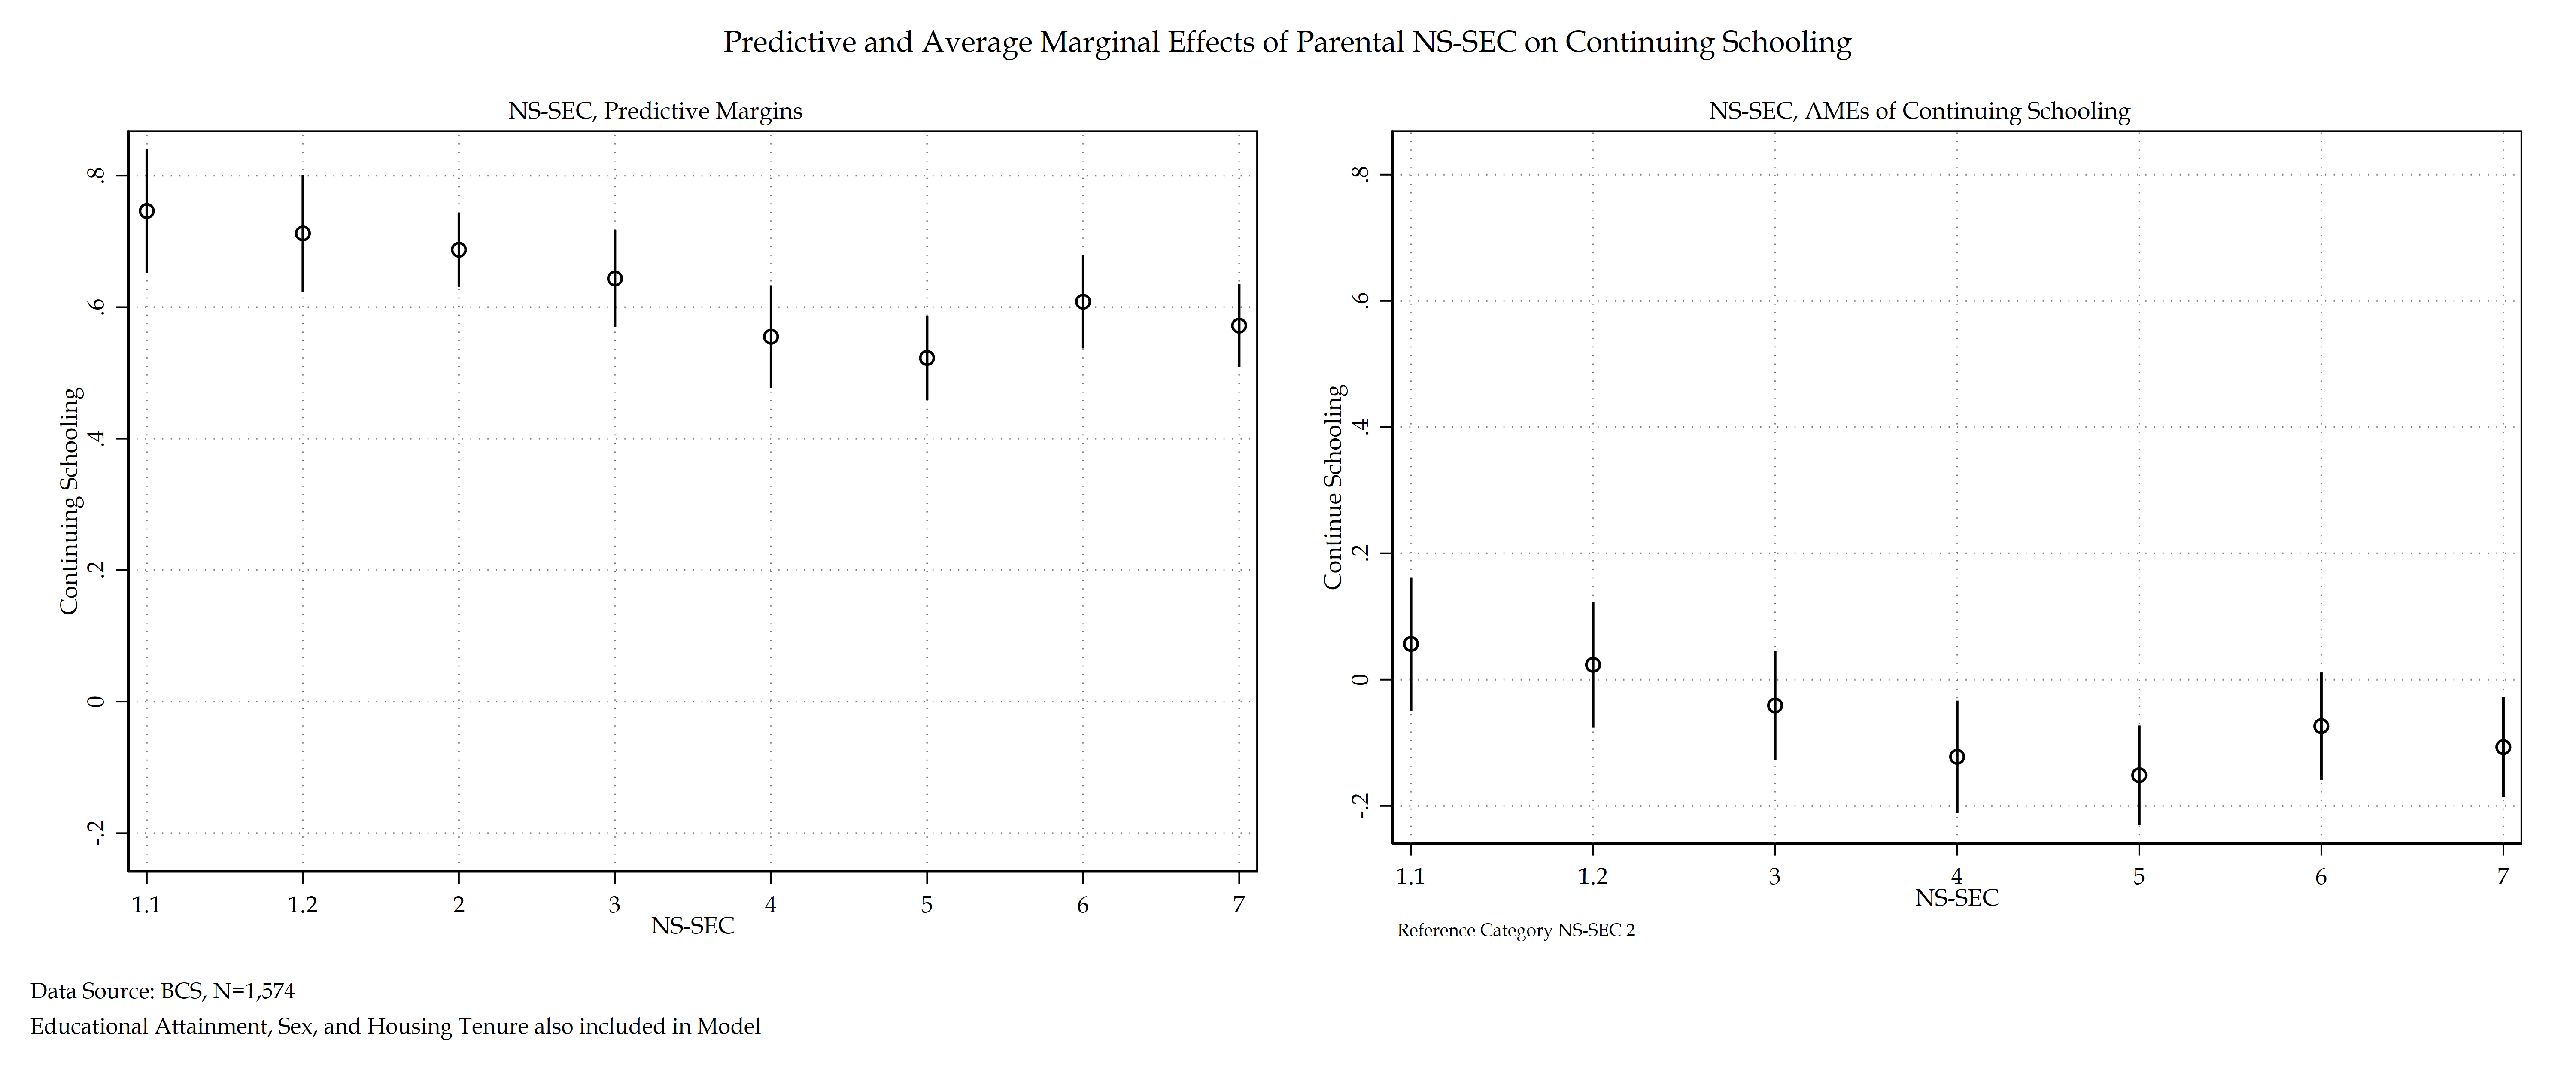 Predictive and Average Marginal Effects of Parental NS-SEC on Continuing Schooling
NS-SEC, Predictive Margins
Continuing Schooling
.8
.6
.4
.2
0
-.2
1.1 1.2 2 3 4 5 6 7
NS-SEC
NS-SEC, AMEs of Continuing Schooling
Continue Schooling
.8
.6
.4
.2
0
-.2
1.1 1.2 3 4 5 6 7
NS-SEC
Reference Category NS-SEC 2
Data Source: BCS, N=1,574
Educational Attainment, Sex, and Housing Tenure also included in Model